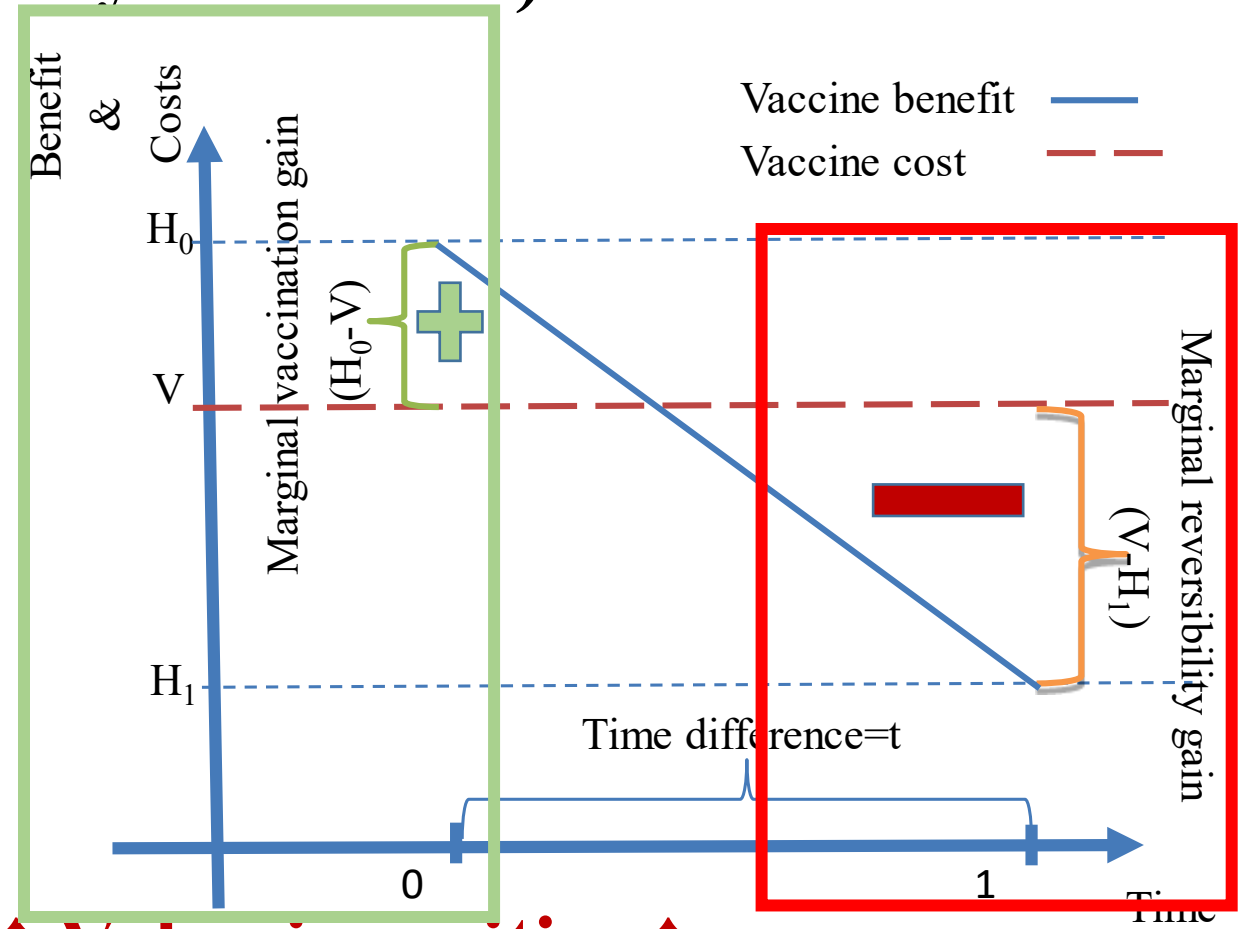 Benefit
&
Costs
Vaccine benefit
Vaccine cost
H₀
Marginal vaccination gain
(H₀-V)
V
Marginal reversibility gain
(V-H₁)
H₁
Time difference=t
0
1
Time